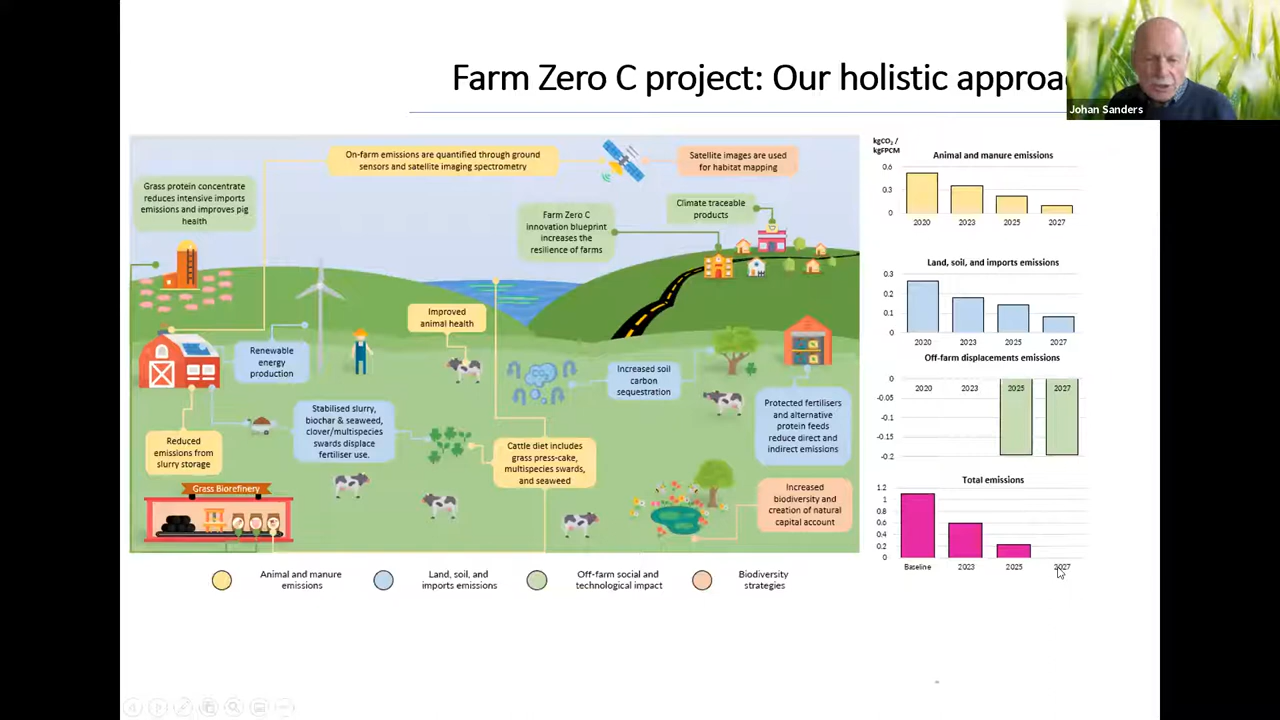 Farm Zero C project: Our holistic approa
Johan Sanders
On-farm emissions are quantified through ground
sensors and satellite imaging spectrometry
Satellite images are used
for habitat mapping
Grass protein concentrate
reduces intensive imports
emissions and improves pig
health
Farm Zero C
innovation blueprint
increases the
resilience of farms
Climate traceable
products
Improved
animal health
Renewable
energy
production
Increased soil
carbon
sequestration
Stabilised slurry,
biochar & seaweed,
clover/multispecies
swards displace
fertiliser use.
Protected fertilisers
and alternative
protein feeds
reduce direct and
indirect emissions
Reduced
emissions from
slurry storage
Cattle diet includes
grass press-cake,
multispecies swards,
and seaweed
Grass Biorefinery
Increased
biodiversity and
creation of natural
capital account
Animal and manure
emissions
Land, soil, and
imports emissions
Off-farm social and
technological impact
Biodiversity
strategies
kgCO₂ /
kgFPCM
Animal and manure emissions
0.6
0.3
0
2020 2023 2025 2027
Land, soil, and imports emissions
0.3
0.2
0.1
0
2020 2023 2025 2027
Off-farm displacements emissions
0
2020 2023 2025 2027
-0.05
-0.1
-0.15
-0.2
Total emissions
1.2
1
0.8
0.6
0.4
0.2
0
Baseline 2023 2025 2027